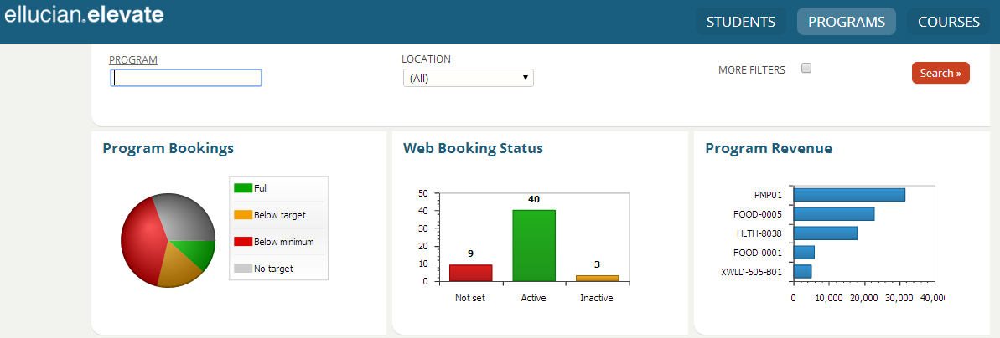 ellucian.elevate
STUDENTS
PROGRAMS
COURSES
PROGRAM
LOCATION
(All)
MORE FILTERS
Search »
Program Bookings
Full
Below target
Below minimum
No target
Web Booking Status
50
40
30
20
10
0
9
40
3
Not set
Active
Inactive
Program Revenue
PMP01
FOOD-0005
HLTH-8038
FOOD-0001
XWLD-505-B01
0
10,000
20,000
30,000
40,00